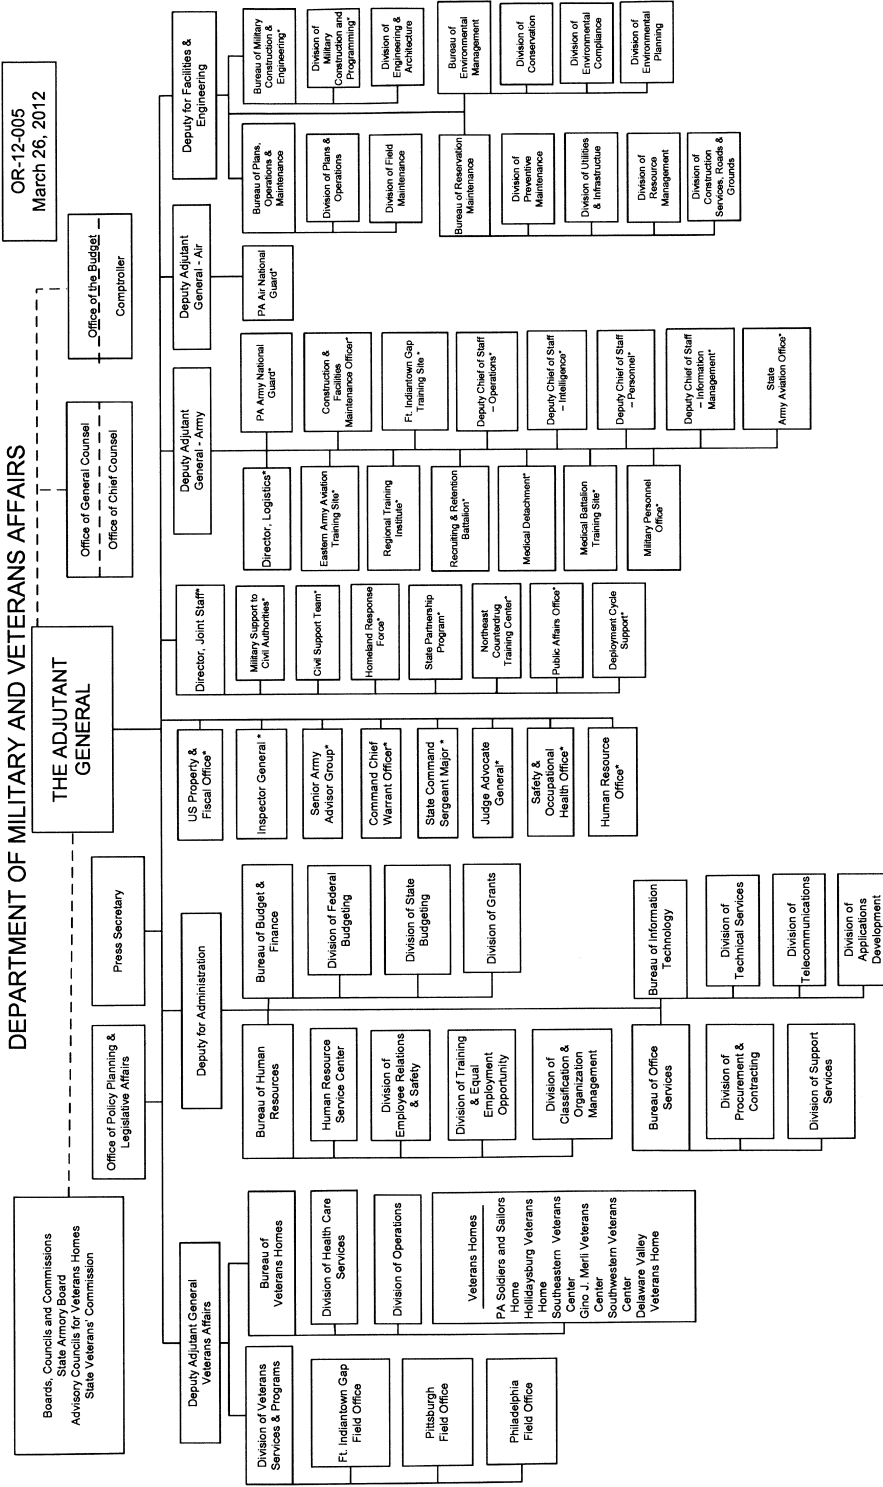 DEPARTMENT OF MILITARY AND VETERANS AFFAIRS
OR-12-005
March 26, 2012
Boards, Councils and Commissions
State Armory Board
Advisory Councils for Veterans Homes
State Veterans' Commission
THE ADJUTANT
GENERAL
Office of General Counsel
Office of Chief Counsel
Office of the Budget
Comptroller
Office of Policy Planning &
Legislative Affairs
Press Secretary
Deputy Adjutant General
Veterans Affairs
Division of Veterans
Services & Programs
Ft. Indiantown Gap
Field Office
Pittsburgh
Field Office
Philadelphia
Field Office
Bureau of
Veterans Homes
Division of Health Care
Services
Division of Operations
Veterans Homes
PA Soldiers and Sailors
Home
Hollidaysburg Veterans
Home
Southeastern Veterans
Center
Gino J. Merli Veterans
Center
Southwestern Veterans
Center
Delaware Valley
Veterans Home
Deputy for Administration
Bureau of Human
Resources
Human Resource
Service Center
Division of
Employee Relations
& Safety
Division of Training
& Equal
Employment
Opportunity
Division of
Classification &
Organization
Management
Bureau of Budget &
Finance
Division of Federal
Budgeting
Division of State
Budgeting
Division of Grants
Bureau of Office
Services
Division of
Procurement &
Contracting
Division of Support
Services
Bureau of Information
Technology
Division of
Technical Services
Division of
Telecommunications
Division of
Applications
Development
US Property &
Fiscal Office*
Inspector General *
Senior Army
Advisor Group*
Command Chief
Warrant Officer*
State Command
Sergeant Major *
Judge Advocate
General*
Safety &
Occupational
Health Office*
Human Resource
Office*
Director, Joint Staff*
Military Support to
Civil Authorities*
Civil Support Team*
Homeland Response
Force*
State Partnership
Program*
Northeast
Counterdrug
Training Center*
Public Affairs Office*
Deployment Cycle
Support*
Deputy Adjutant
General - Army
Director, Logistics*
Eastern Army Aviation
Training Site*
Regional Training
Institute*
Recruiting & Retention
Battalion*
Medical Detachment*
Medical Battalion
Training Site*
Military Personnel
Office*
PA Army National
Guard*
Construction &
Facilities
Maintenance Officer*
Ft. Indiantown Gap
Training Site *
Deputy Chief of Staff
– Operations*
Deputy Chief of Staff
– Intelligence*
Deputy Chief of Staff
– Personnel*
Deputy Chief of Staff
– Information
Management*
State
Army Aviation Office*
Deputy Adjutant
General - Air
PA Air National
Guard*
Deputy for Facilities &
Engineering
Bureau of Plans,
Operations &
Maintenance
Division of Plans &
Operations
Division of Field
Maintenance
Bureau of Military
Construction &
Engineering*
Division of
Military
Construction and
Programming*
Division of
Engineering &
Architecture
Bureau of Reservation
Maintenance
Division of
Preventive
Maintenance
Division of Utilities
& Infrastructue
Division of
Resource
Management
Division of
Construction
Services, Roads &
Grounds
Bureau of
Environmental
Management
Division of
Conservation
Division of
Environmental
Compliance
Division of
Environmental
Planning